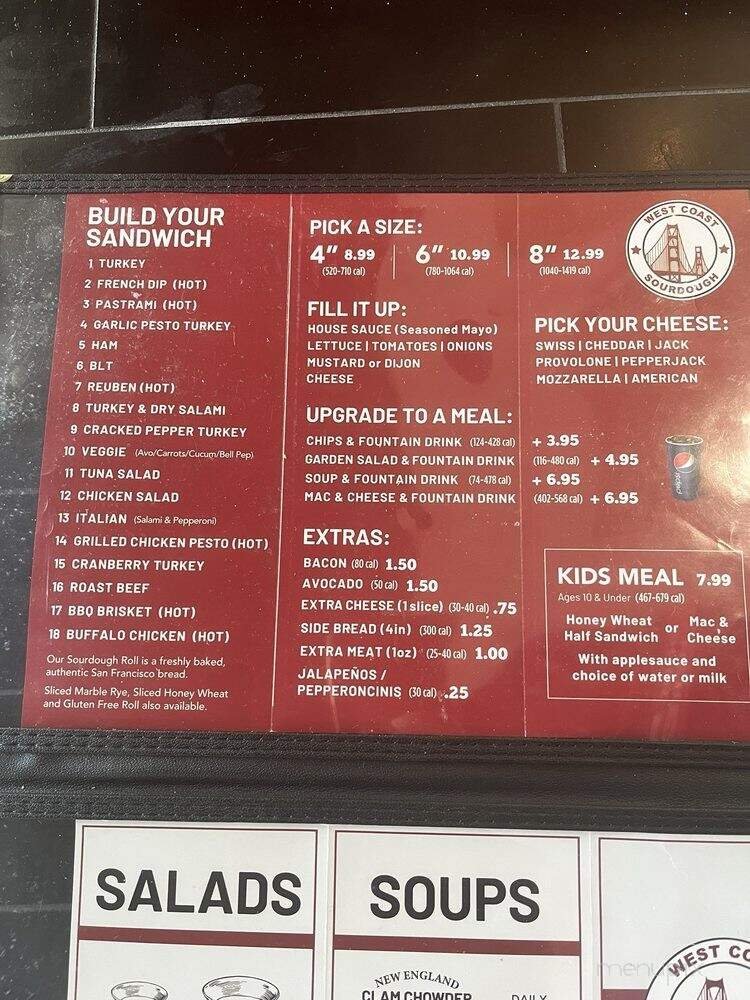 BUILD YOUR
SANDWICH
1 TURKEY
2 FRENCH DIP (HOT)
3 PASTRAMI (HOT)
4 GARLIC PESTO TURKEY
5 HAM
6 BLT
7 REUBEN (HOT)
8 TURKEY & DRY SALAMI
9 CRACKED PEPPER TURKEY
10 VEGGIE (Avo/Carrots/Cucum/Bell Pep)
11 TUNA SALAD
12 CHICKEN SALAD
13 ITALIAN (Salami & Pepperoni)
14 GRILLED CHICKEN PESTO (HOT)
15 CRANBERRY TURKEY
16 ROAST BEEF
17 BBQ BRISKET (HOT)
18 BUFFALO CHICKEN (HOT)
Our Sourdough Roll is a freshly baked,
authentic San Francisco bread.
Sliced Marble Rye, Sliced Honey Wheat
and Gluten Free Roll also available.
PICK A SIZE:
4" 8.99 6" 10.99 8" 12.99
(520-710 cal) (780-1064 cal) (1040-1419 cal)
FILL IT UP:
HOUSE SAUCE (Seasoned Mayo)
LETTUCE | TOMATOES | ONIONS
MUSTARD or DIJON
CHEESE
WEST COAST
SOURDOUGH
PICK YOUR CHEESE:
SWISS | CHEDDAR | JACK
PROVOLONE | PEPPERJACK
MOZZARELLA | AMERICAN
UPGRADE TO A MEAL:
CHIPS & FOUNTAIN DRINK (124-428 cal) + 3.95
GARDEN SALAD & FOUNTAIN DRINK (116-480 cal) + 4.95
SOUP & FOUNTAIN DRINK (74-478 cal) + 6.95
MAC & CHEESE & FOUNTAIN DRINK (402-568 cal) + 6.95
pepsi
EXTRAS:
BACON (80 cal) 1.50
AVOCADO (50 cal) 1.50
EXTRA CHEESE (1 slice) (30-40 cal) .75
SIDE BREAD (4in) (300 cal) 1.25
EXTRA MEAT (1oz) (25-40 cal) 1.00
JALAPEÑOS /
PEPPERONCINIS (30 cal) .25
KIDS MEAL 7.99
Ages 10 & Under (467-679 cal)
Honey Wheat
Half Sandwich
or
Mac &
Cheese
With applesauce and
choice of water or milk
SALADS
SOUPS
NEW ENGLAND
CLAM CHOWDER
DAILY
WEST CO